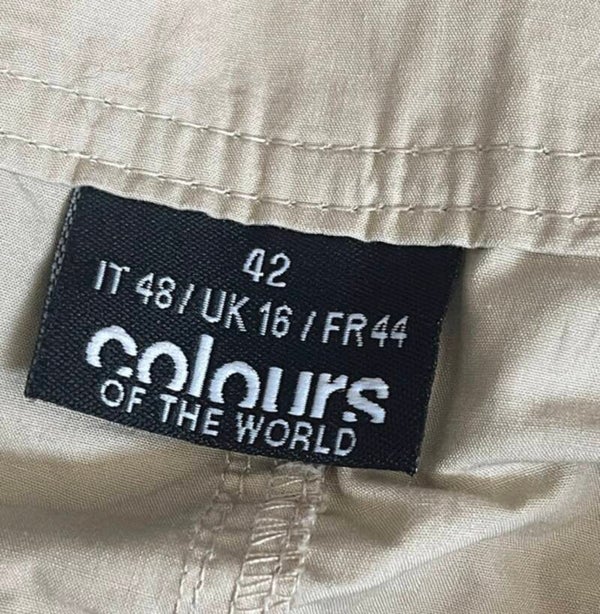 42
IT 48 / UK 16 / FR 44
colours
OF THE WORLD